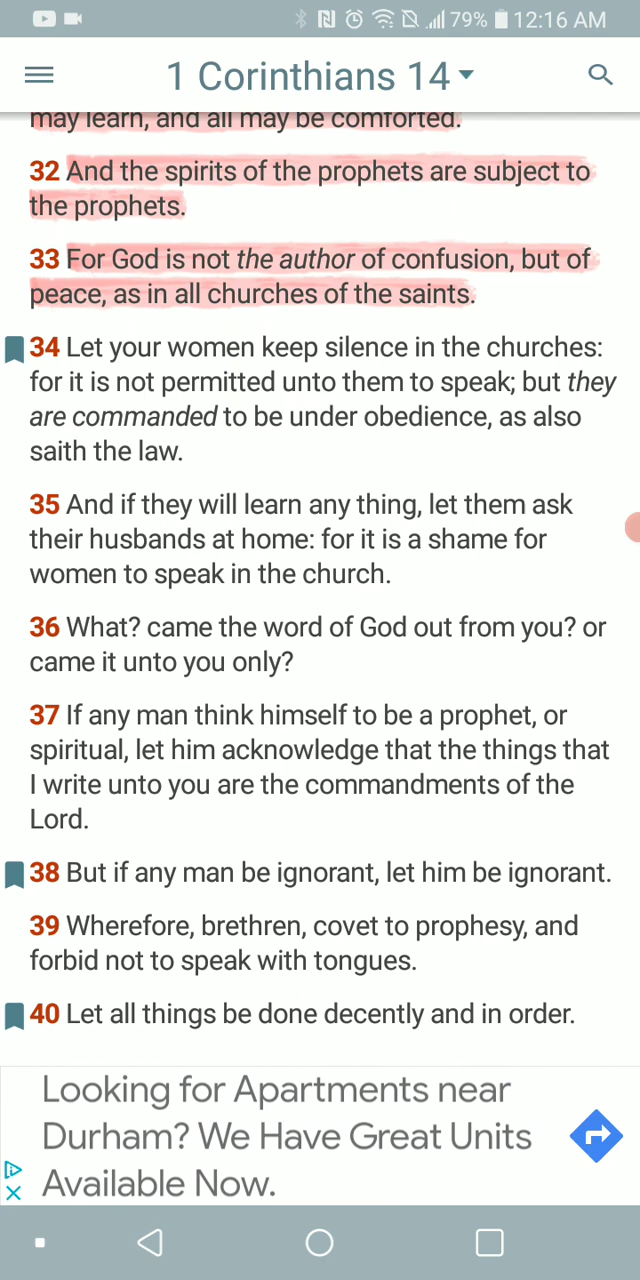 79% 12:16 AM
1 Corinthians 14
may learn, and all may be comforted.
32 And the spirits of the prophets are subject to
the prophets.
33 For God is not the author of confusion, but of
peace, as in all churches of the saints.
34 Let your women keep silence in the churches:
for it is not permitted unto them to speak; but they
are commanded to be under obedience, as also
saith the law.
35 And if they will learn any thing, let them ask
their husbands at home: for it is a shame for
women to speak in the church.
36 What? came the word of God out from you? or
came it unto you only?
37 If any man think himself to be a prophet, or
spiritual, let him acknowledge that the things that
I write unto you are the commandments of the
Lord.
38 But if any man be ignorant, let him be ignorant.
39 Wherefore, brethren, covet to prophesy, and
forbid not to speak with tongues.
40 Let all things be done decently and in order.
Looking for Apartments near
Durham? We Have Great Units
Available Now.